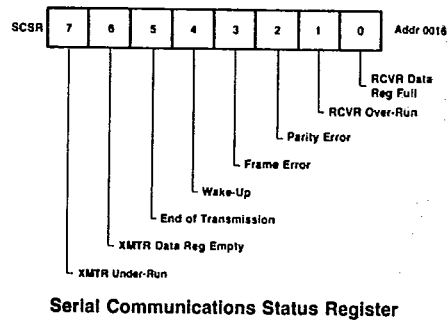 SCSR 7 6 5 4 3 2 1 0 Addr 0016
RCVR Data
Reg Full
RCVR Over-Run
Parity Error
Frame Error
Wake-Up
End of Transmission
XMTR Data Reg Empty
XMTR Under-Run
Serial Communications Status Register